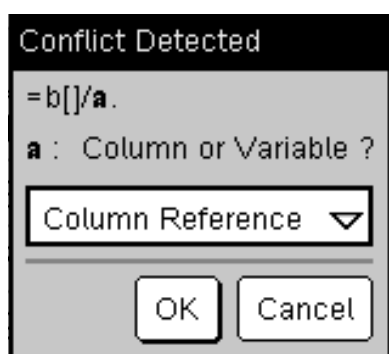 Conflict Detected
=b[]/a.
a : Column or Variable ?
Column Reference
OK Cancel